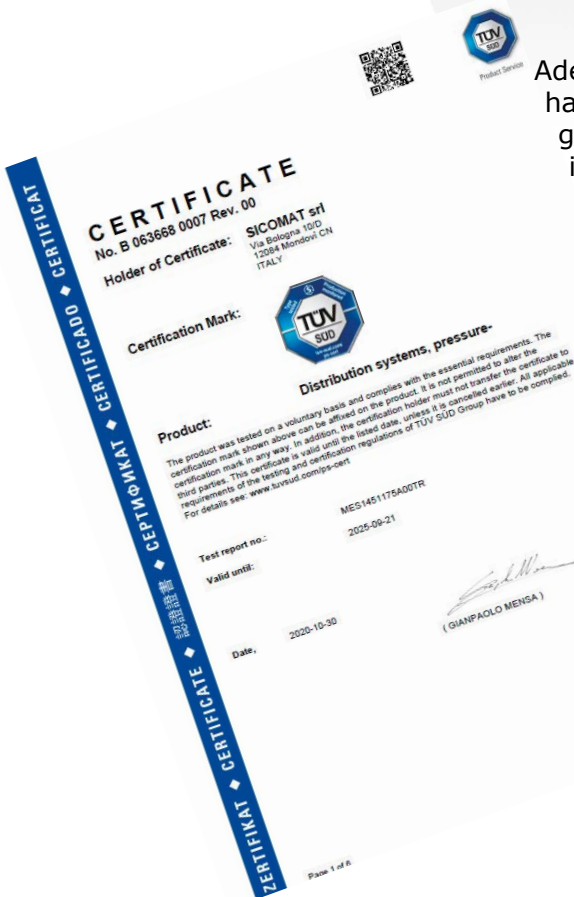 TÜV
SÜD
Product Service
Ade
ha
g
i
CERTIFICATE
No. B 063668 0007 Rev. 00
Holder of Certificate: SICOMAT srl
Via Bologna 10/D
12084 Mondovì CN
ITALY
Certification Mark:
TÜV
SÜD
Product: Distribution systems, pressure-
The product was tested on a voluntary basis and complies with the essential requirements. The
certification mark shown above can be affixed on the product. It is not permitted to alter the
certification mark in any way. In addition, the certification holder must not transfer the certificate to
third parties. This certificate is valid until the listed date, unless it is cancelled earlier. All applicable
requirements of the testing and certification regulations of TÜV SÜD Group have to be complied.
For details see: www.tuvsud.com/ps-cert
Test report no.: MES1451175A00TR
Valid until: 2025-09-21
Date, 2020-10-30
( GIANPAOLO MENSA )
Page 1 of 6
ZERTIFIKAT ◆ CERTIFICATE ◆ 認證證書 ◆ СЕРТИФИКАТ ◆ CERTIFICADO ◆ CERTIFICAT